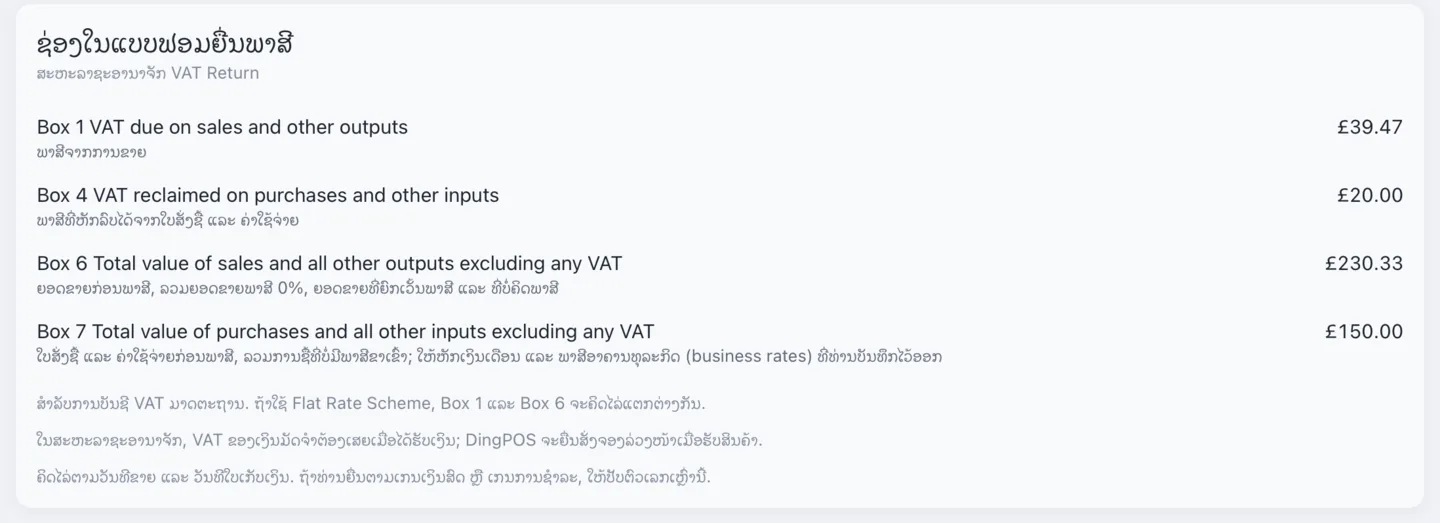 ຊ່ອງໃນແບບຟອມຍື່ນພາສີ
ສະຫະລາຊະອານາຈັກ VAT Return
Box 1 VAT due on sales and other outputs
£39.47
ພາສີຈາກການຂາຍ
Box 4 VAT reclaimed on purchases and other inputs
£20.00
ພາສີທີ່ຫັກລົບໄດ້ຈາກໃບສັ່ງຊື້ ແລະ ຄ່າໃຊ້ຈ່າຍ
Box 6 Total value of sales and all other outputs excluding any VAT
£230.33
ຍອດຂາຍກ່ອນພາສີ, ລວມຍອດຂາຍພາສີ 0%, ຍອດຂາຍທີ່ຍົກເວັ້ນພາສີ ແລະ ທີ່ບໍ່ຄິດພາສີ
Box 7 Total value of purchases and all other inputs excluding any VAT
£150.00
ໃບສັ່ງຊື້ ແລະ ຄ່າໃຊ້ຈ່າຍກ່ອນພາສີ, ລວມການຊື້ທີ່ບໍ່ມີພາສີຂາເຂົ້າ; ໃຫ້ຫັກເງິນເດືອນ ແລະ ພາສີອາຄານທຸລະກິດ (business rates) ທີ່ທ່ານບັນທຶກໄວ້ອອກ
ສຳລັບການບັນຊີ VAT ມາດຕະຖານ. ຖ້າໃຊ້ Flat Rate Scheme, Box 1 ແລະ Box 6 ຈະຄິດໄລ່ແຕກຕ່າງກັນ.
ໃນສະຫະລາຊະອານາຈັກ, VAT ຂອງເງິນມັດຈຳຕ້ອງເສຍເມື່ອໄດ້ຮັບເງິນ; DingPOS ຈະຍື່ນສັ່ງຈອງລ່ວງໜ້າເມື່ອຮັບສິນຄ້າ.
ຄິດໄລ່ຕາມວັນທີຂາຍ ແລະ ວັນທີໃບເກັບເງິນ. ຖ້າທ່ານຍື່ນຕາມເກນເງິນສົດ ຫຼື ເກນການຊຳລະ, ໃຫ້ປັບຕົວເລກເຫຼົ່ານີ້.